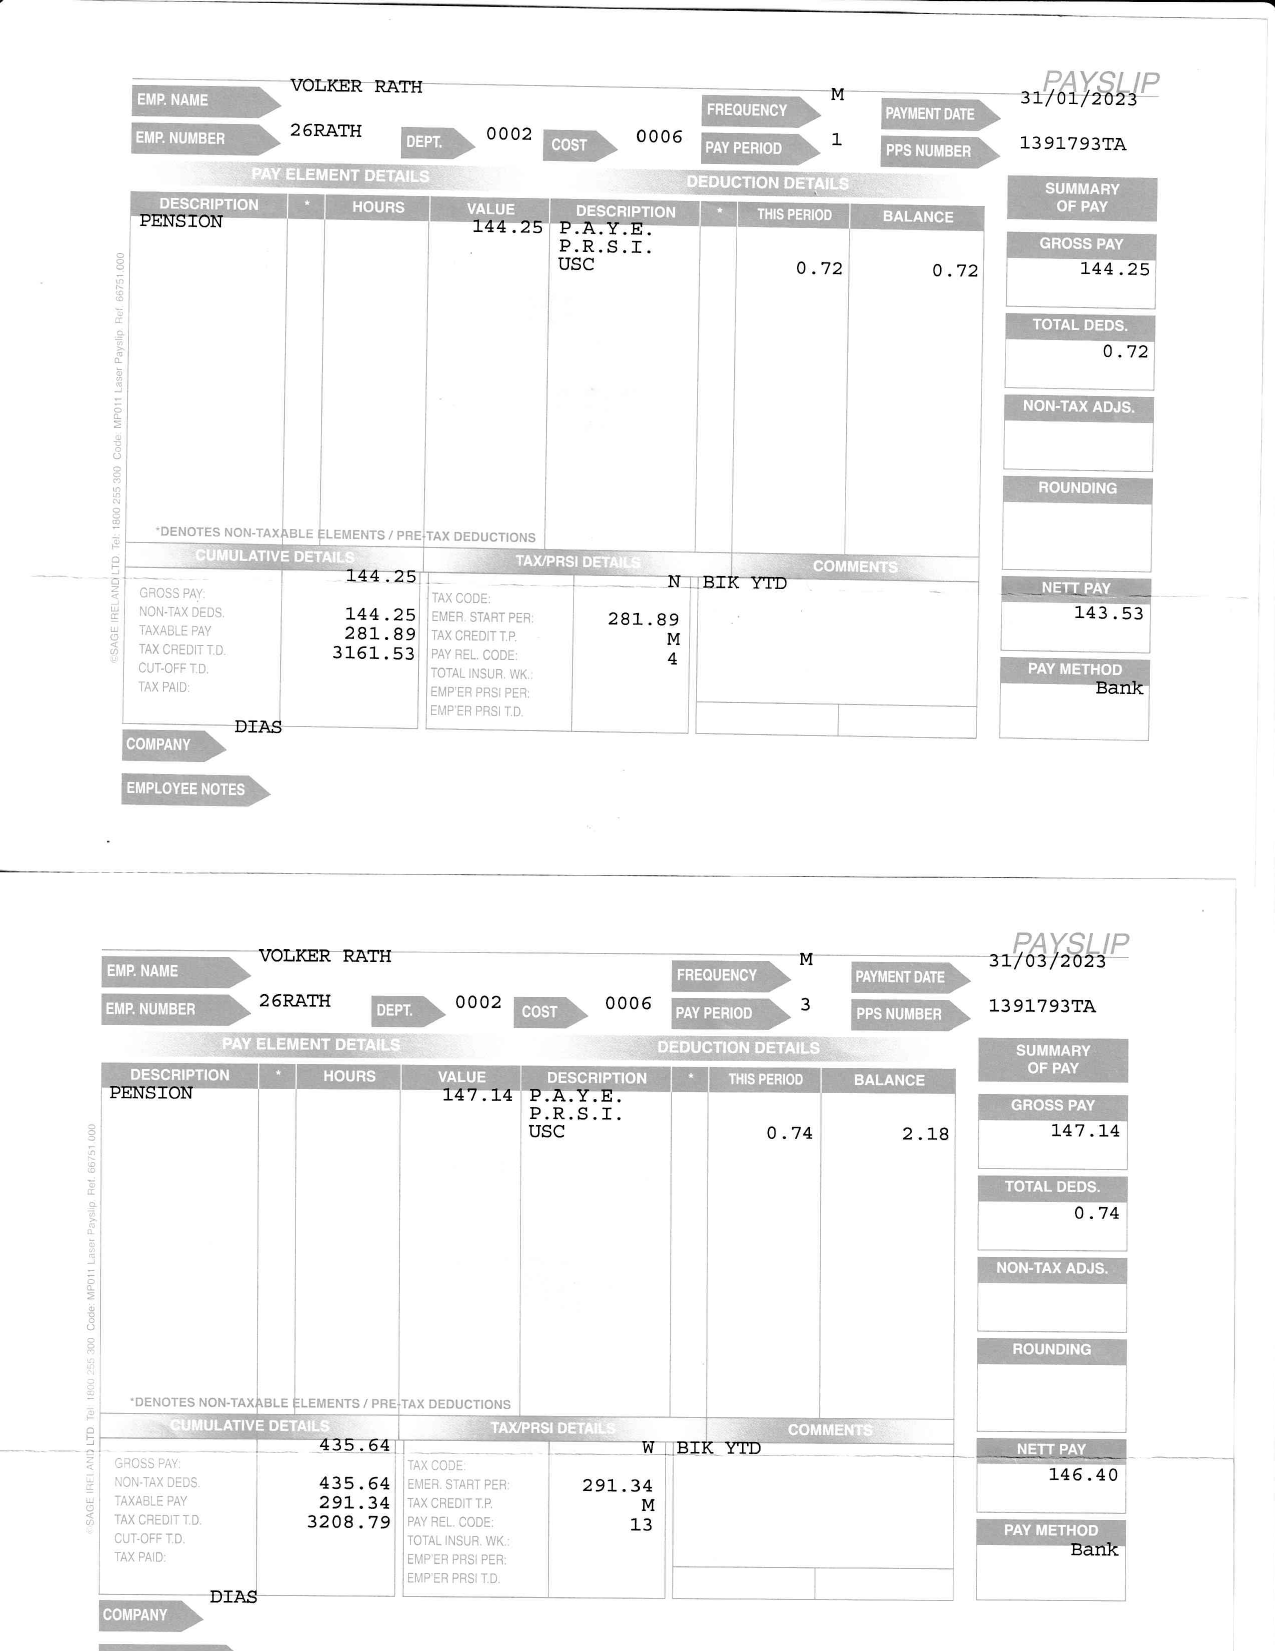 PAYSLIP
EMP. NAME VOLKER RATH FREQUENCY M PAYMENT DATE 31/01/2023
EMP. NUMBER 26RATH DEPT. 0002 COST 0006 PAY PERIOD 1 PPS NUMBER 1391793TA
PAY ELEMENT DETAILS DEDUCTION DETAILS SUMMARY OF PAY
DESCRIPTION * HOURS VALUE DESCRIPTION * THIS PERIOD BALANCE
PENSION 144.25 P.A.Y.E.
P.R.S.I.
USC 0.72 0.72
GROSS PAY
144.25
TOTAL DEDS.
0.72
NON-TAX ADJS.
ROUNDING
*DENOTES NON-TAXABLE ELEMENTS / PRE-TAX DEDUCTIONS
CUMULATIVE DETAILS TAX/PRSI DETAILS COMMENTS
144.25 N BIK YTD
GROSS PAY: TAX CODE:
NON-TAX DEDS. 144.25 EMER. START PER: 281.89
TAXABLE PAY 281.89 TAX CREDIT T.P. M
TAX CREDIT T.D. 3161.53 PAY REL. CODE: 4
CUT-OFF T.D. TOTAL INSUR. WK.:
TAX PAID: EMP'ER PRSI PER:
EMP'ER PRSI T.D.
NETT PAY
143.53
PAY METHOD
Bank
COMPANY DIAS
EMPLOYEE NOTES
©SAGE IRELAND LTD Tel: 1800 255 300 Code: MP011 Laser Payslip Ref. 66751.000
PAYSLIP
EMP. NAME VOLKER RATH FREQUENCY M PAYMENT DATE 31/03/2023
EMP. NUMBER 26RATH DEPT. 0002 COST 0006 PAY PERIOD 3 PPS NUMBER 1391793TA
PAY ELEMENT DETAILS DEDUCTION DETAILS SUMMARY OF PAY
DESCRIPTION * HOURS VALUE DESCRIPTION * THIS PERIOD BALANCE
PENSION 147.14 P.A.Y.E.
P.R.S.I.
USC 0.74 2.18
GROSS PAY
147.14
TOTAL DEDS.
0.74
NON-TAX ADJS.
ROUNDING
*DENOTES NON-TAXABLE ELEMENTS / PRE-TAX DEDUCTIONS
CUMULATIVE DETAILS TAX/PRSI DETAILS COMMENTS
435.64 W BIK YTD
GROSS PAY: TAX CODE:
NON-TAX DEDS. 435.64 EMER. START PER: 291.34
TAXABLE PAY 291.34 TAX CREDIT T.P. M
TAX CREDIT T.D. 3208.79 PAY REL. CODE: 13
CUT-OFF T.D. TOTAL INSUR. WK.:
TAX PAID: EMP'ER PRSI PER:
EMP'ER PRSI T.D.
NETT PAY
146.40
PAY METHOD
Bank
COMPANY DIAS
©SAGE IRELAND LTD Tel: 1800 255 300 Code: MP011 Laser Payslip Ref. 66751.000